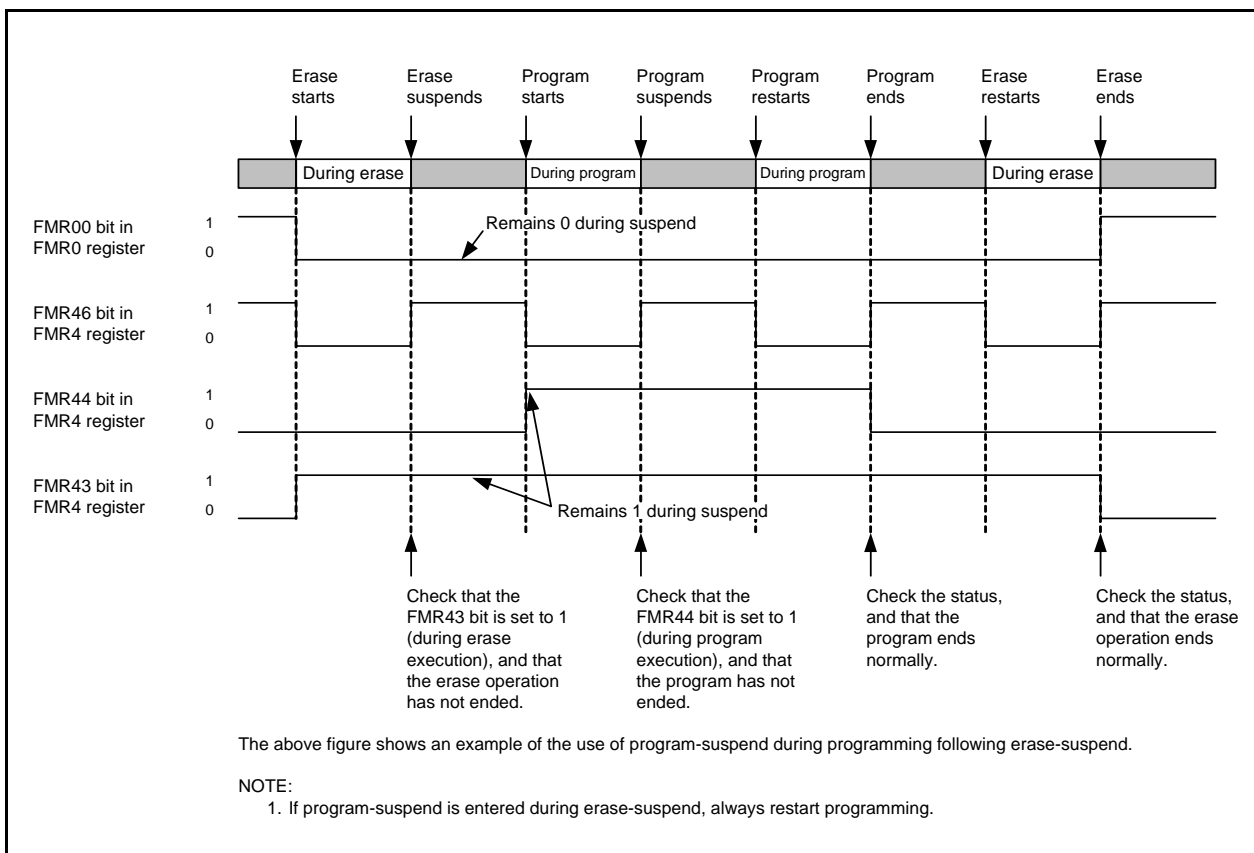 Erase starts
Erase suspends
Program starts
Program suspends
Program restarts
Program ends
Erase restarts
Erase ends
During erase
During program
During program
During erase
FMR00 bit in
FMR0 register
1
0
Remains 0 during suspend
FMR46 bit in
FMR4 register
1
0
FMR44 bit in
FMR4 register
1
0
FMR43 bit in
FMR4 register
1
0
Remains 1 during suspend
Check that the
FMR43 bit is set to 1
(during erase
execution), and that
the erase operation
has not ended.
Check that the
FMR44 bit is set to 1
(during program
execution), and that
the program has not
ended.
Check the status,
and that the
program ends
normally.
Check the status,
and that the erase
operation ends
normally.
The above figure shows an example of the use of program-suspend during programming following erase-suspend.
NOTE:
1. If program-suspend is entered during erase-suspend, always restart programming.